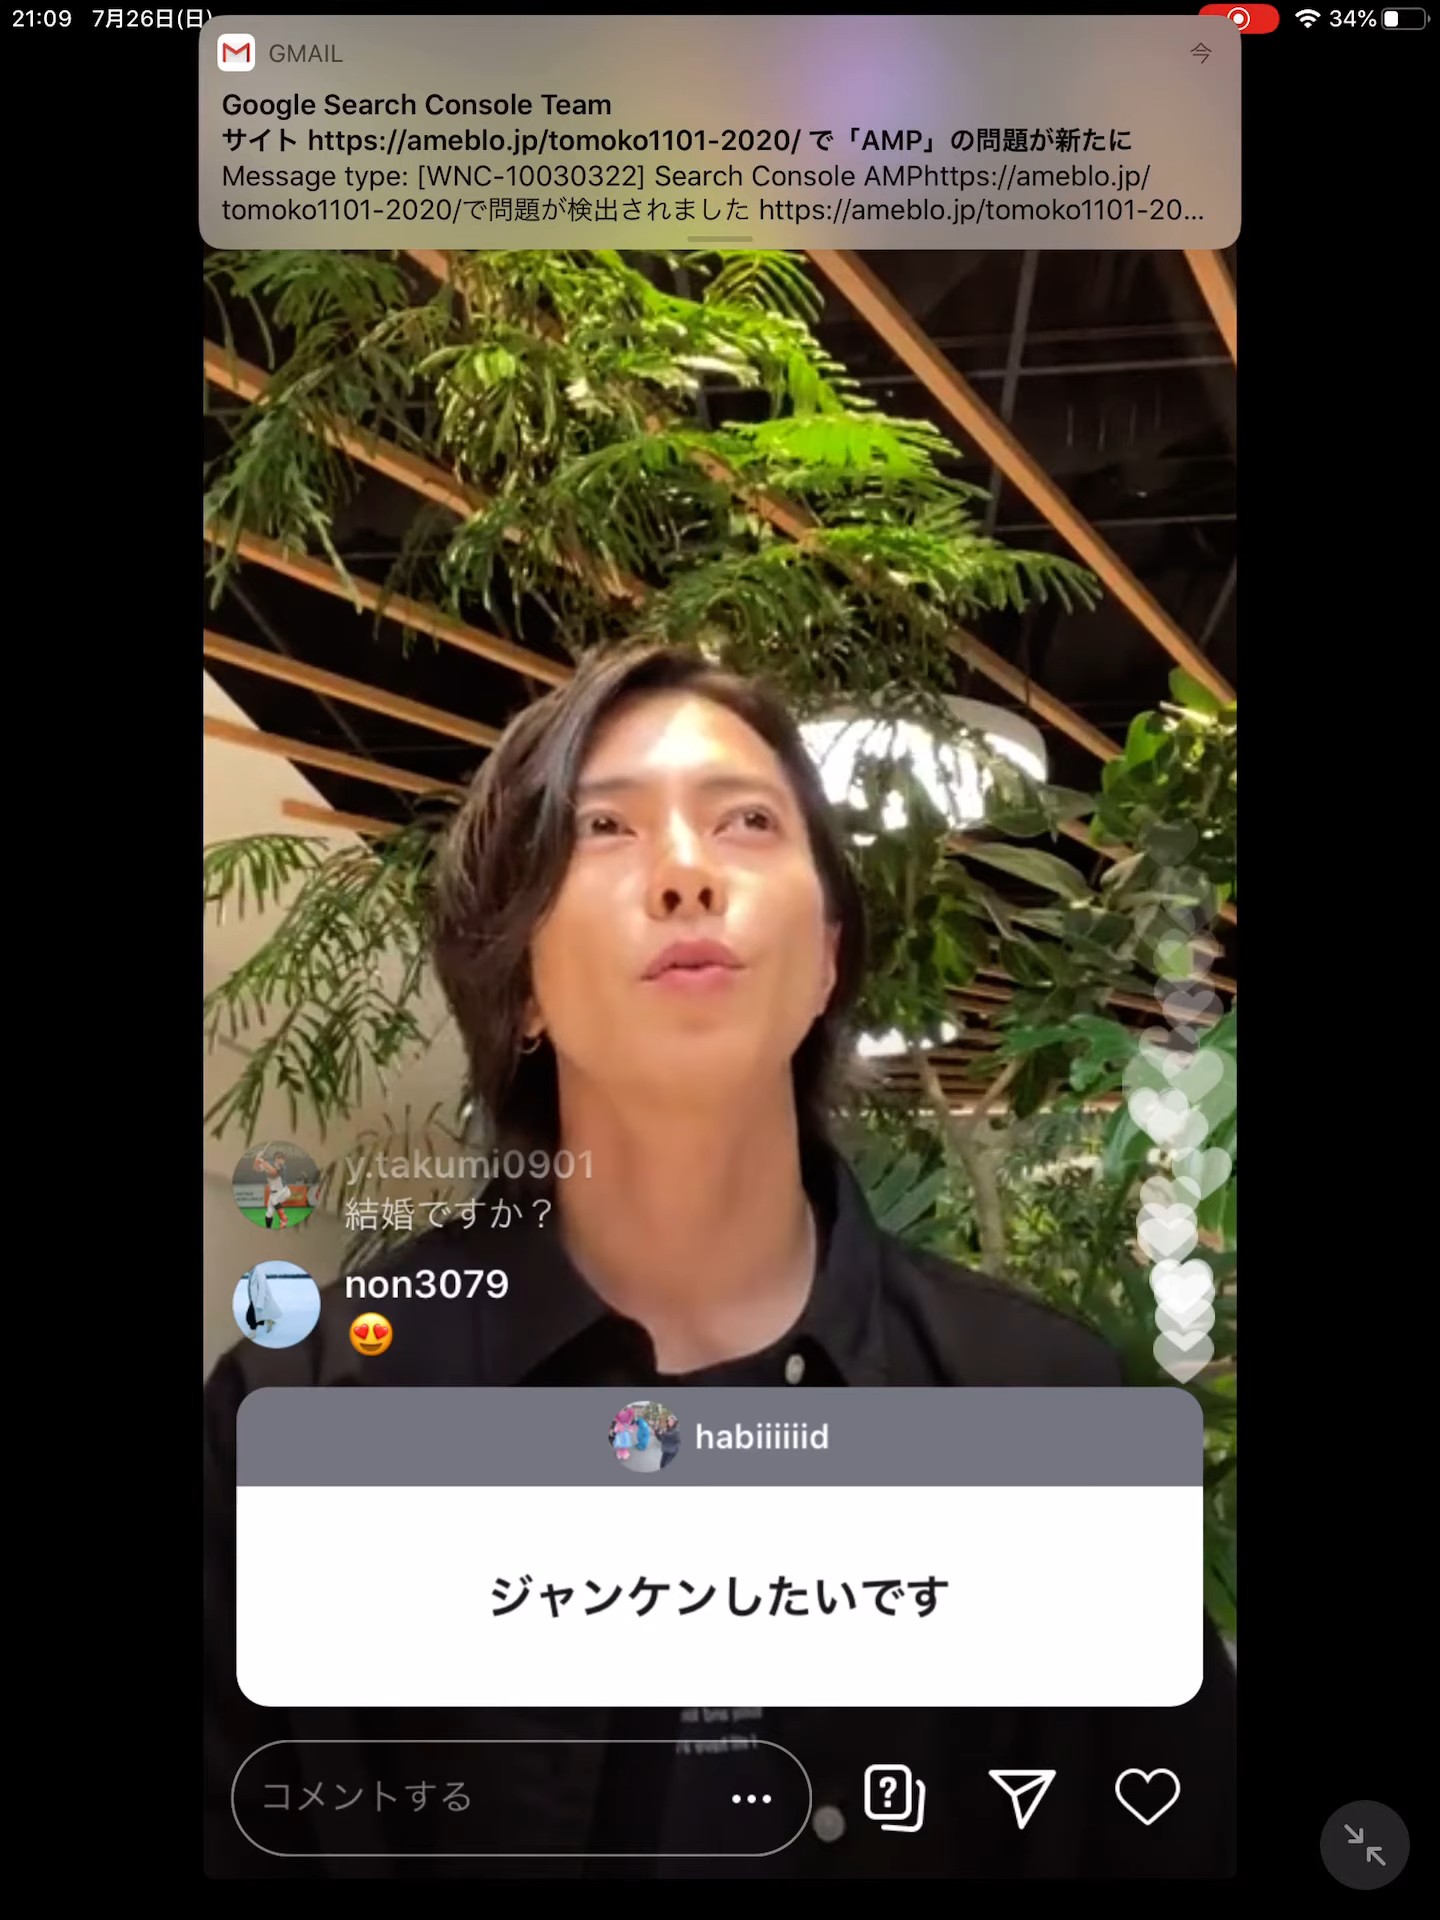 21:09 7月26日(日)
34%
GMAIL
今
Google Search Console Team
サイト https://ameblo.jp/tomoko1101-2020/ で「AMP」の問題が新たに
Message type: [WNC-10030322] Search Console AMPhttps://ameblo.jp/
tomoko1101-2020/で問題が検出されました https://ameblo.jp/tomoko1101-20...
y.takumi0901
結婚ですか？
non3079
habiiiiiid
ジャンケンしたいです
コメントする